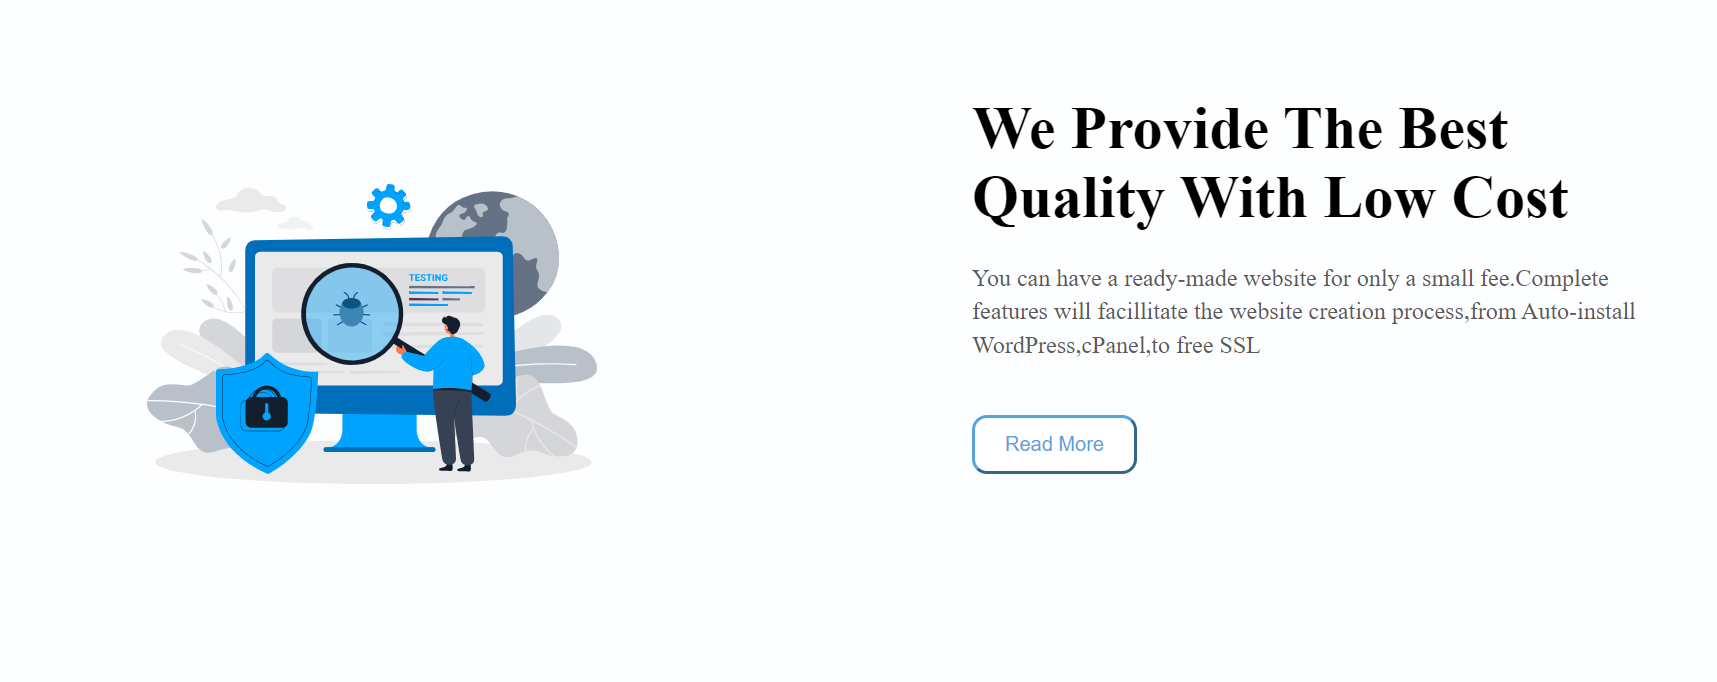 We Provide The Best
Quality With Low Cost
TESTING
You can have a ready-made website for only a small fee.Complete
features will facillitate the website creation process,from Auto-install
WordPress,cPanel,to free SSL
Read More